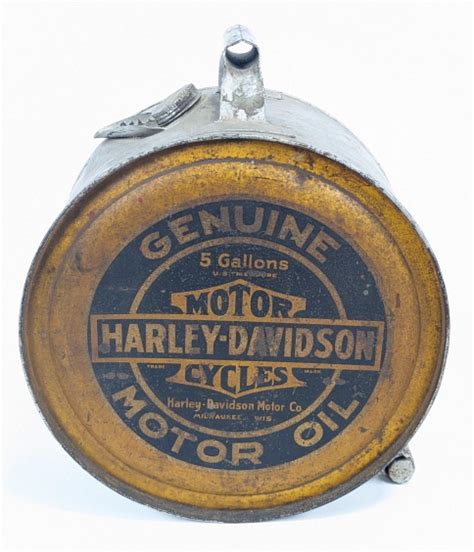 GENUINE
5 Gallons
MOTOR
HARLEY-DAVIDSON
TRADE MARK
CYCLES
Harley-Davidson Motor Co
MILWAUKEE WIS
MOTOR OIL